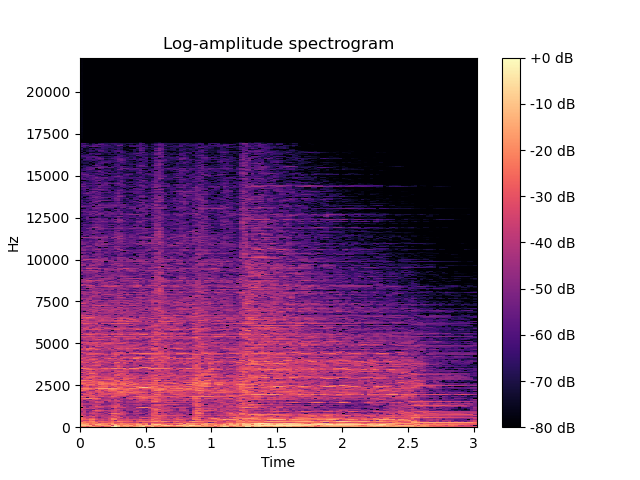 Log-amplitude spectrogram
Hz
20000
17500
15000
12500
10000
7500
5000
2500
0
0 0.5 1 1.5 2 2.5 3
Time
+0 dB
-10 dB
-20 dB
-30 dB
-40 dB
-50 dB
-60 dB
-70 dB
-80 dB